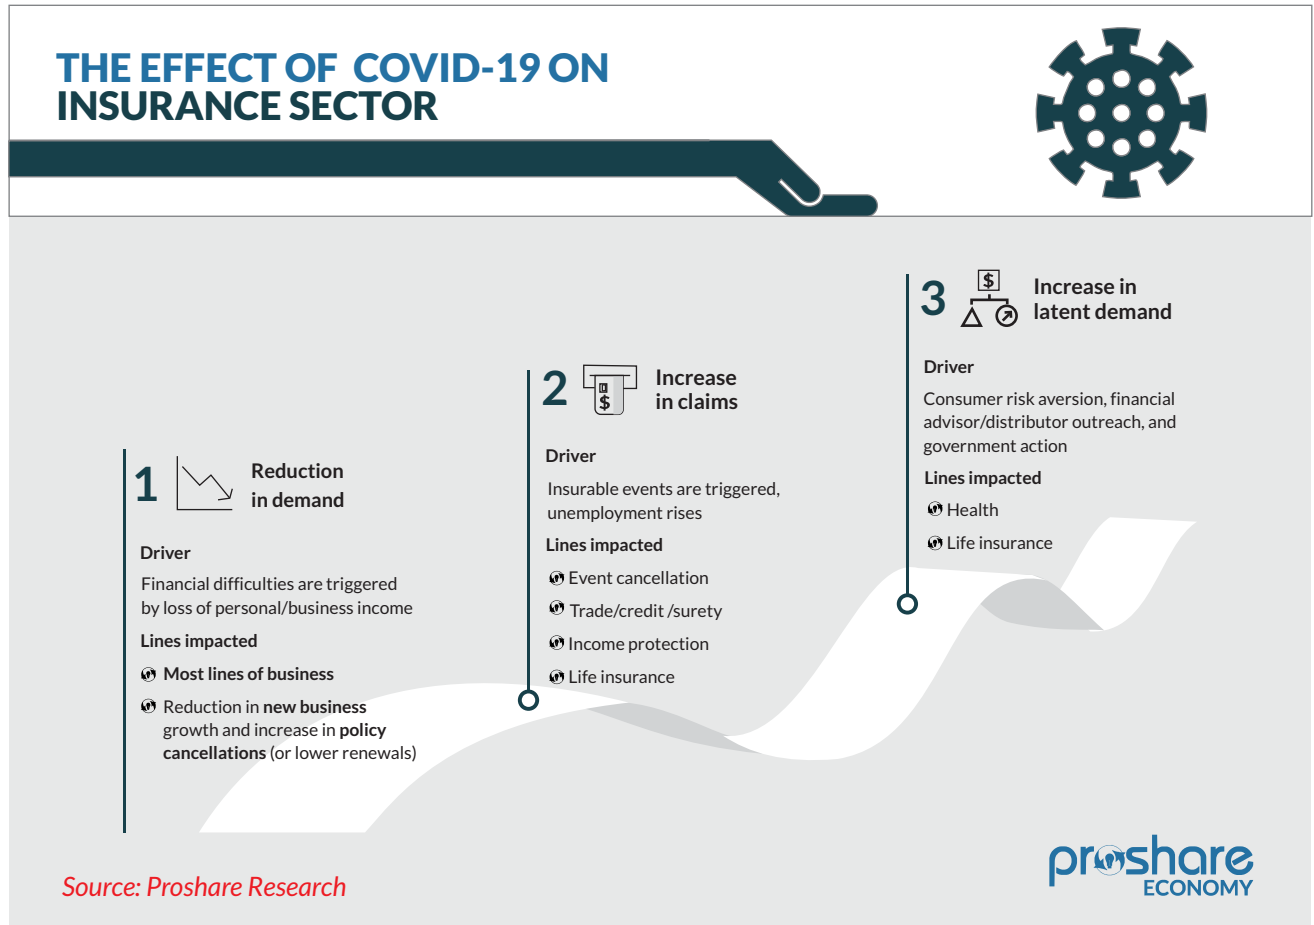 THE EFFECT OF COVID-19 ON
INSURANCE SECTOR
1
Reduction
in demand
Driver
Financial difficulties are triggered
by loss of personal/business income
Lines impacted
Most lines of business
Reduction in new business
growth and increase in policy
cancellations (or lower renewals)
2
$
Increase
in claims
Driver
Insurable events are triggered,
unemployment rises
Lines impacted
Event cancellation
Trade/credit /surety
Income protection
Life insurance
3
$
Increase in
latent demand
Driver
Consumer risk aversion, financial
advisor/distributor outreach, and
government action
Lines impacted
Health
Life insurance
Source: Proshare Research
proshare
ECONOMY